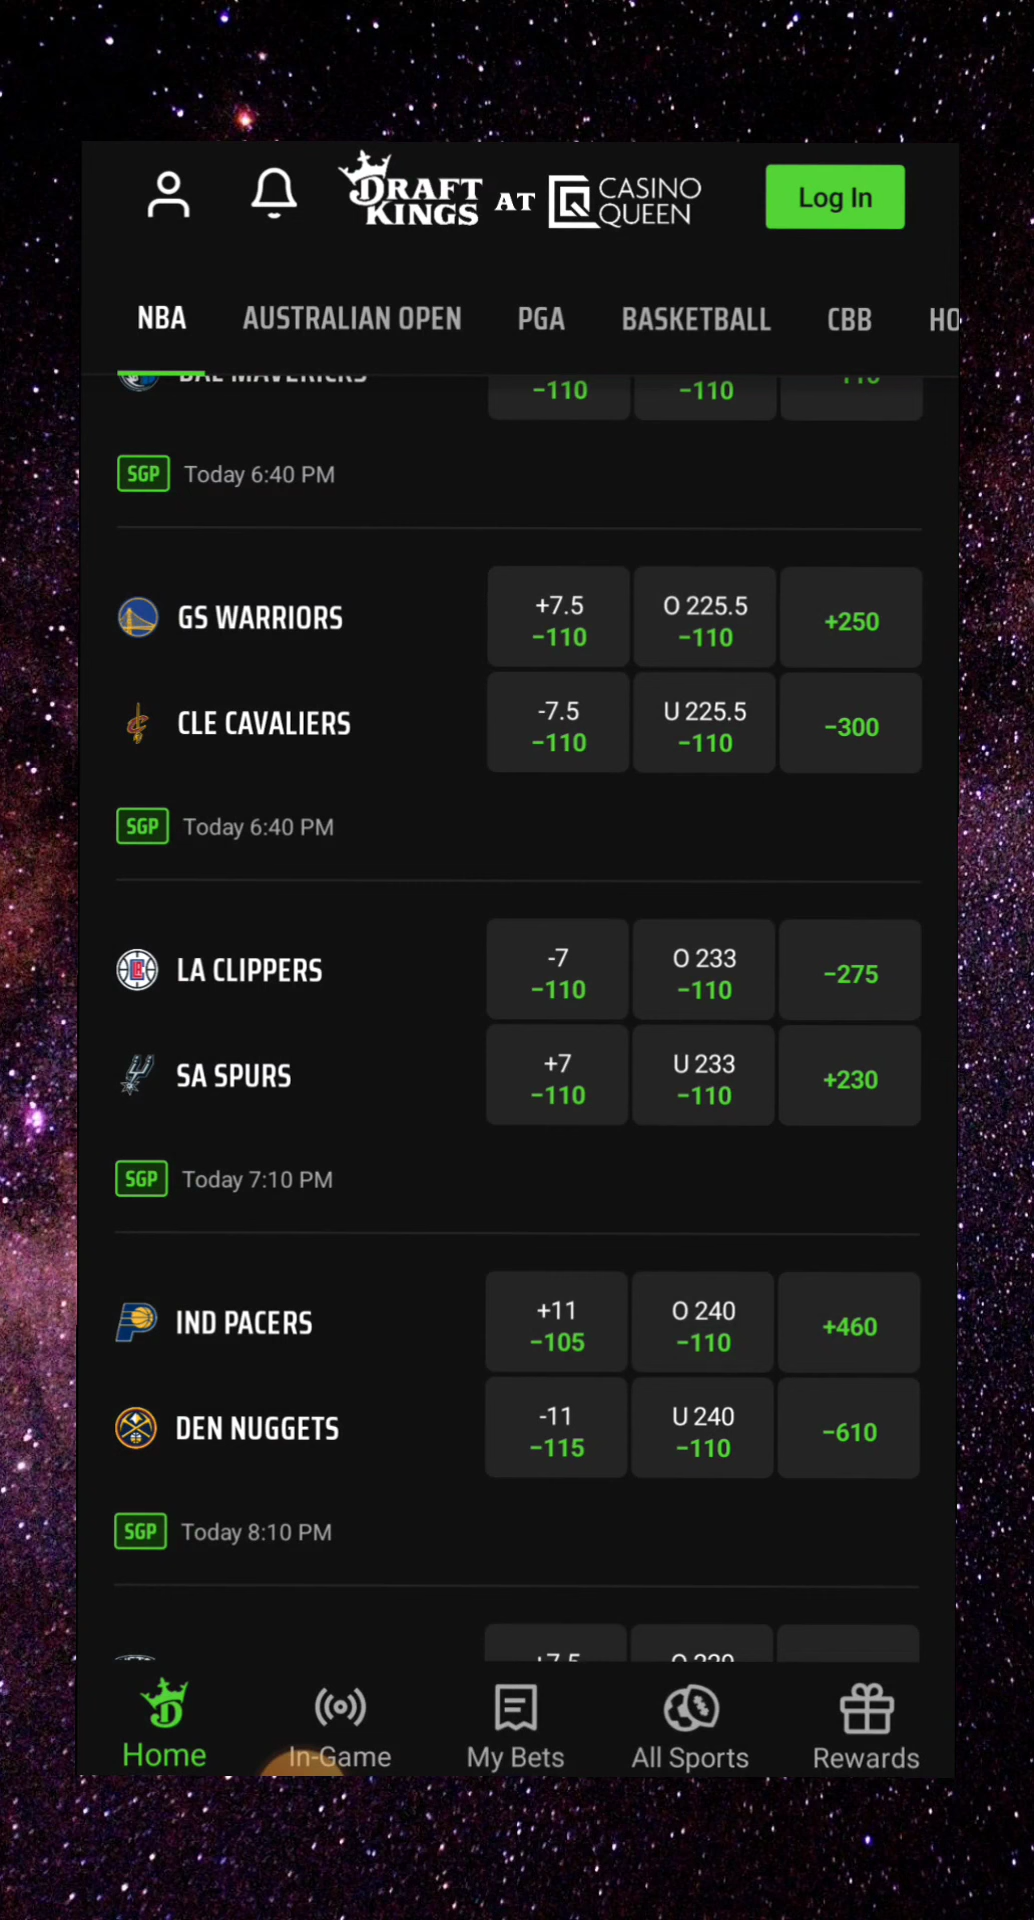 DRAFT KINGS AT CASINO QUEEN
Log In
NBA AUSTRALIAN OPEN PGA BASKETBALL CBB HO
DAL MAVERICKS −110 −110
SGP Today 6:40 PM
GS WARRIORS +7.5 −110 O 225.5 −110 +250
CLE CAVALIERS -7.5 −110 U 225.5 −110 −300
SGP Today 6:40 PM
LA CLIPPERS -7 −110 O 233 −110 −275
SA SPURS +7 −110 U 233 −110 +230
SGP Today 7:10 PM
IND PACERS +11 −105 O 240 −110 +460
DEN NUGGETS -11 −115 U 240 −110 −610
SGP Today 8:10 PM
Home In-Game My Bets All Sports Rewards